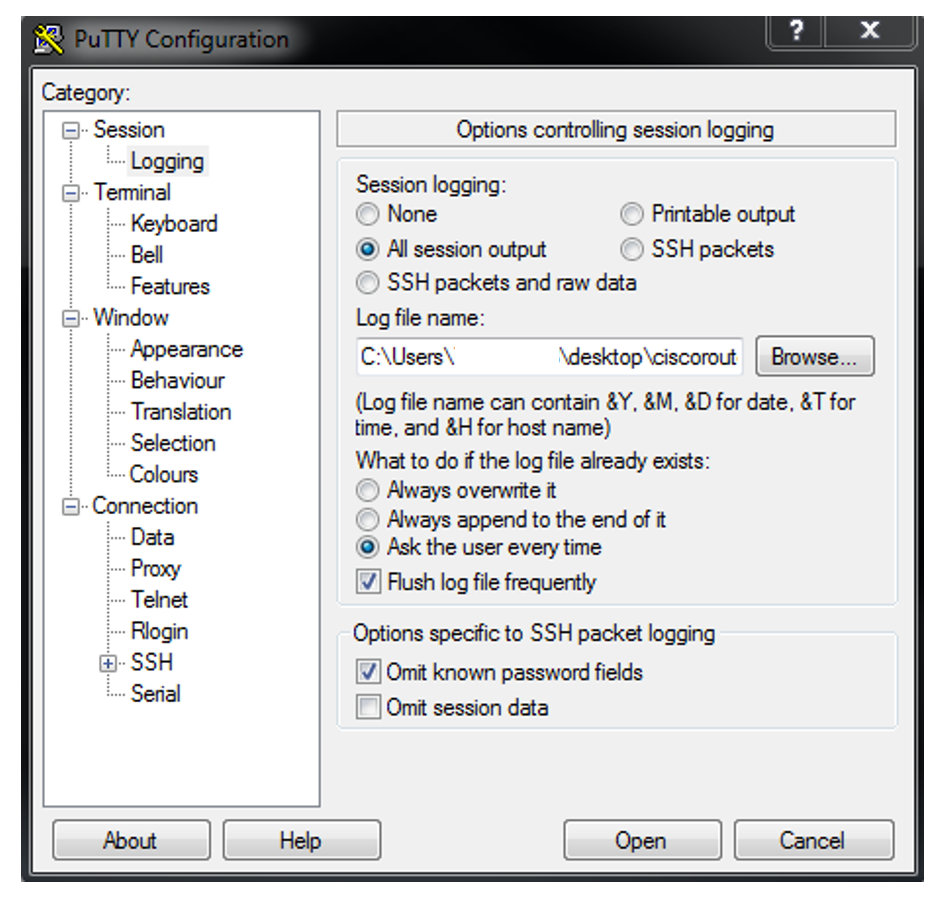 PuTTY Configuration
?
x
Category:
Session
Logging
Terminal
Keyboard
Bell
Features
Window
Appearance
Behaviour
Translation
Selection
Colours
Connection
Data
Proxy
Telnet
Rlogin
SSH
Serial
Options controlling session logging
Session logging:
None Printable output
All session output SSH packets
SSH packets and raw data
Log file name:
C:\Users\ \desktop\ciscorout Browse...
(Log file name can contain &Y, &M, &D for date, &T for
time, and &H for host name)
What to do if the log file already exists:
Always overwrite it
Always append to the end of it
Ask the user every time
Flush log file frequently
Options specific to SSH packet logging
Omit known password fields
Omit session data
About Help Open Cancel